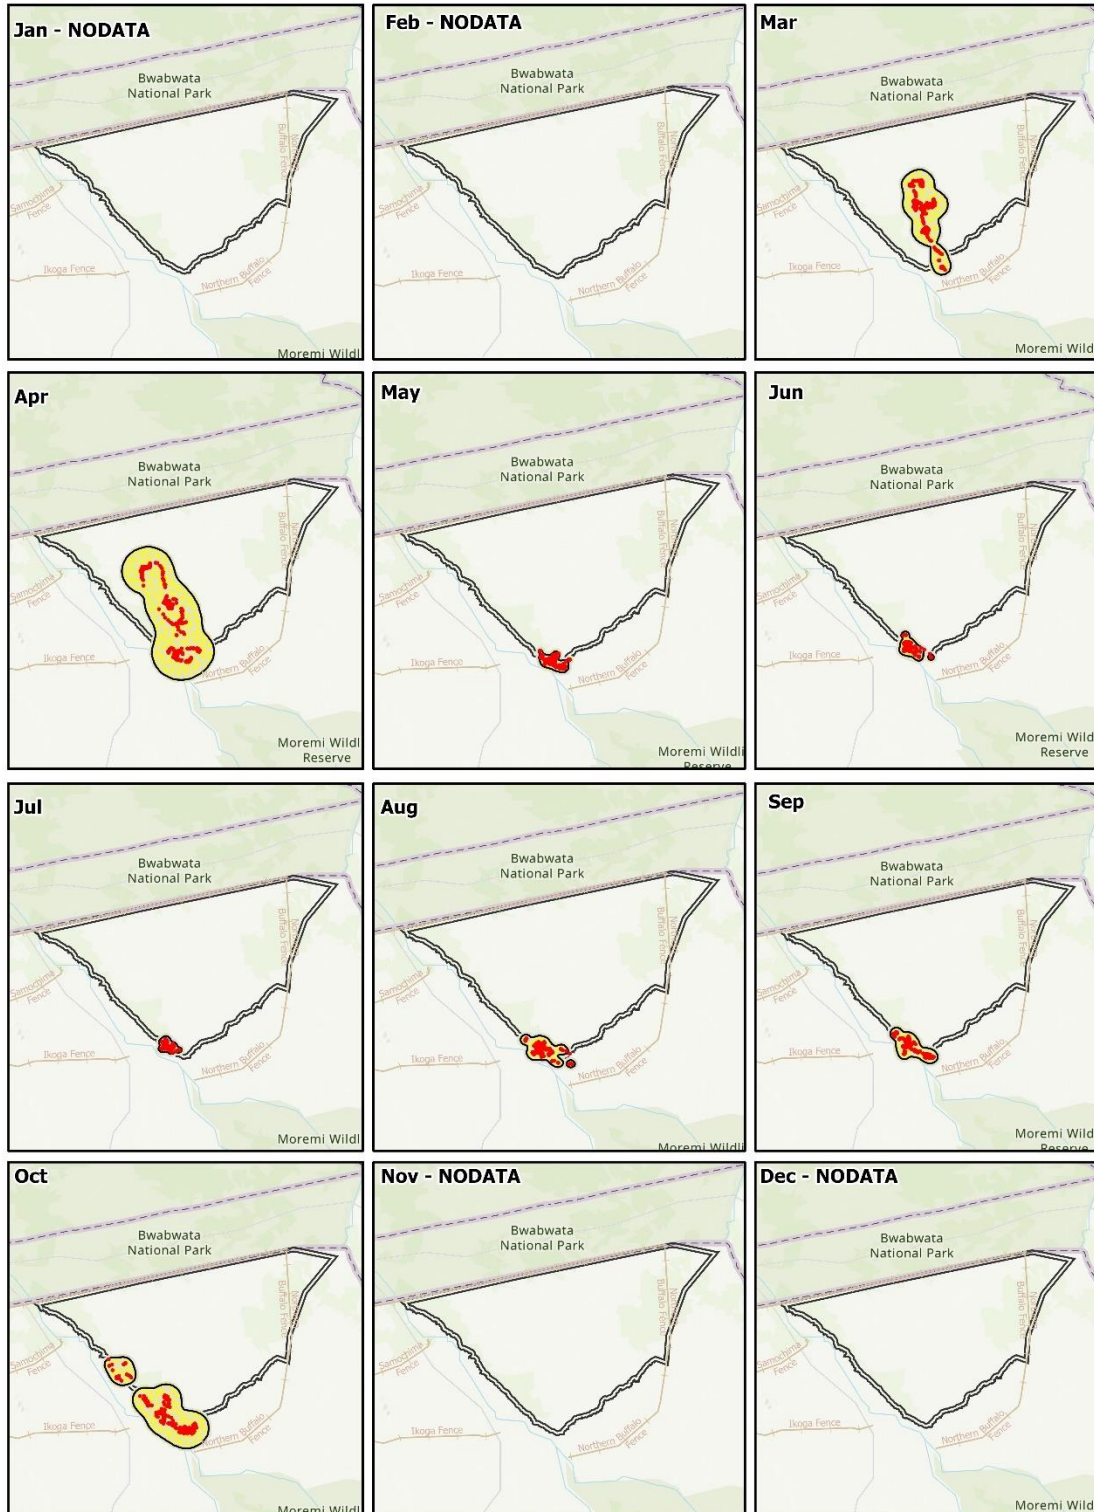 Jan - NODATA
Bwabwata
National Park
Buffalo Fence
Samochima
Fence
Ikoga Fence
Northern Buffalo
Fence
Moremi Wildl
Feb - NODATA
Bwabwata
National Park
Buffalo Fence
Samochima
Fence
Ikoga Fence
Northern Buffalo
Fence
Mar
Bwabwata
National Park
Buffalo Fence
Samochima
Fence
Ikoga Fence
Northern Buffalo
Fence
Moremi Wildl
Apr
Bwabwata
National Park
Buffalo Fence
Samochima
Fence
Ikoga Fence
Northern Buffalo
Fence
Moremi Wildl
Reserve
May
Bwabwata
National Park
Buffalo Fence
Samochima
Fence
Ikoga Fence
Northern Buffalo
Fence
Moremi Wildli
Reserve
Jun
Bwabwata
National Park
Buffalo Fence
Samochima
Fence
Ikoga Fence
Northern Buffalo
Fence
Moremi Wildl
Reserve
Jul
Bwabwata
National Park
Buffalo Fence
Samochima
Fence
Ikoga Fence
Northern Buffalo
Fence
Moremi Wildl
Aug
Bwabwata
National Park
Buffalo Fence
Samochima
Fence
Ikoga Fence
Northern Buffalo
Fence
Moremi Wildli
Sep
Bwabwata
National Park
Buffalo Fence
Samochima
Fence
Ikoga Fence
Northern Buffalo
Fence
Moremi Wildl
Reserve
Oct
Bwabwata
National Park
Buffalo Fence
Samochima
Fence
Ikoga Fence
Northern Buffalo
Fence
Moremi Wildl
Nov - NODATA
Bwabwata
National Park
Buffalo Fence
Samochima
Fence
Ikoga Fence
Northern Buffalo
Fence
Dec - NODATA
Bwabwata
National Park
Buffalo Fence
Samochima
Fence
Ikoga Fence
Northern Buffalo
Fence
Moremi Wildl